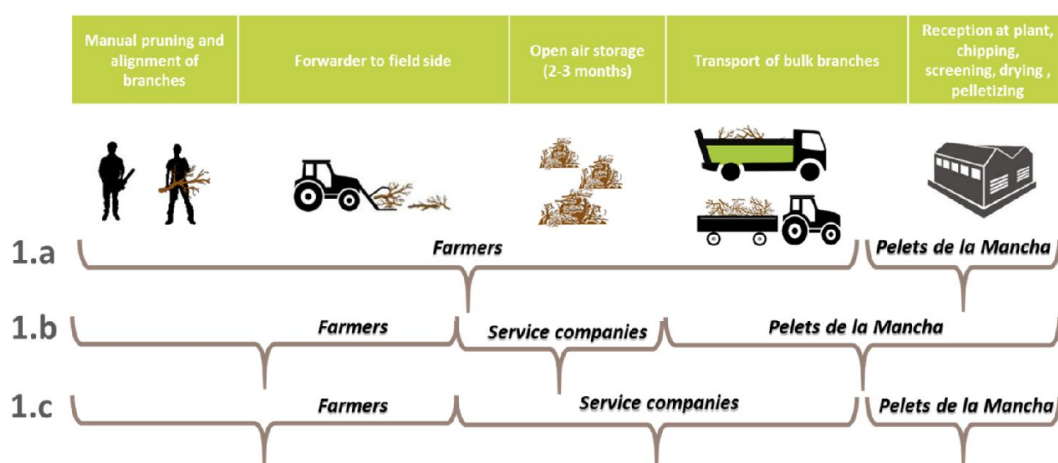 Manual pruning and
alignment of
branches
Forwarder to field side
Open air storage
(2-3 months)
Transport of bulk branches
Reception at plant,
chipping,
screening, drying ,
pelletizing
1.a
Farmers
Pelets de la Mancha
1.b
Farmers
Service companies
Pelets de la Mancha
1.c
Farmers
Service companies
Pelets de la Mancha